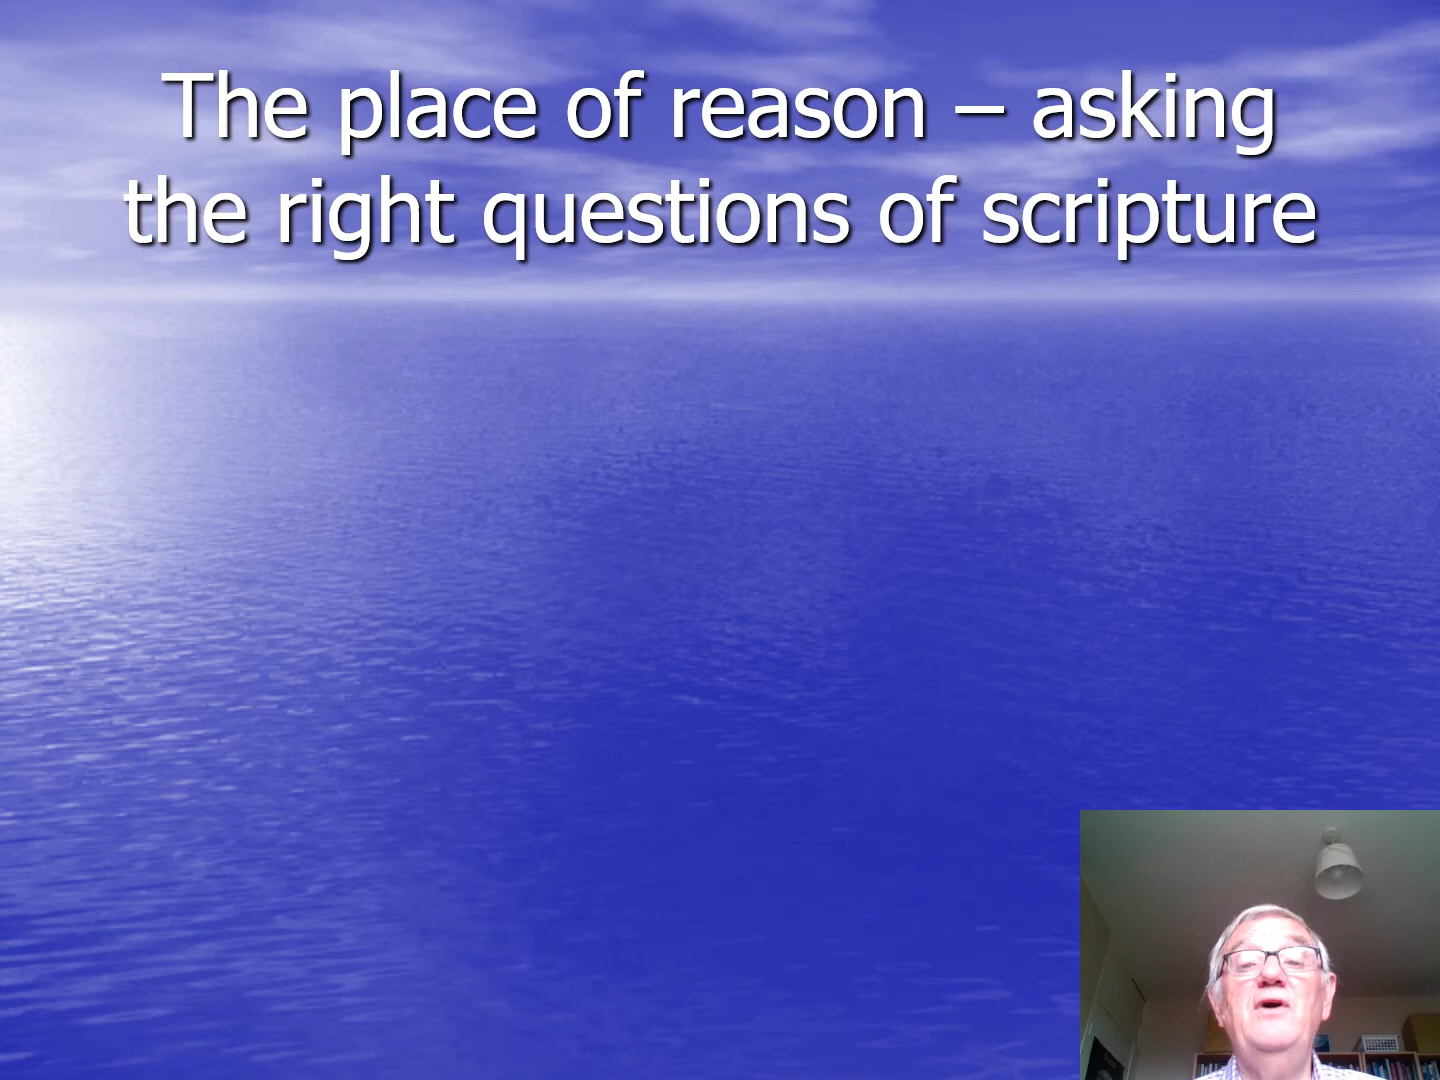 The place of reason – asking
the right questions of scripture